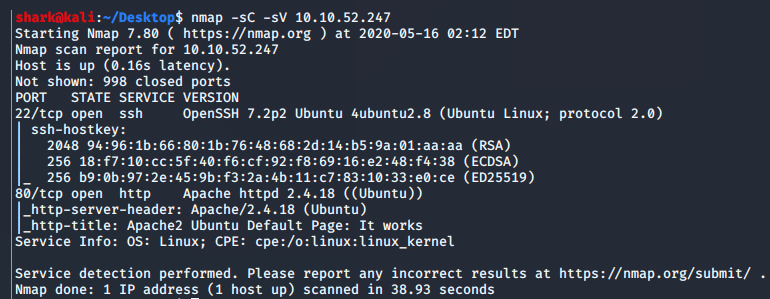 shark@kali:~/Desktop$ nmap -sC -sV 10.10.52.247
Starting Nmap 7.80 ( https://nmap.org ) at 2020-05-16 02:12 EDT
Nmap scan report for 10.10.52.247
Host is up (0.16s latency).
Not shown: 998 closed ports
PORT   STATE SERVICE VERSION
22/tcp open  ssh     OpenSSH 7.2p2 Ubuntu 4ubuntu2.8 (Ubuntu Linux; protocol 2.0)
| ssh-hostkey:
|   2048 94:96:1b:66:80:1b:76:48:68:2d:14:b5:9a:01:aa:aa (RSA)
|   256 18:f7:10:cc:5f:40:f6:cf:92:f8:69:16:e2:48:f4:38 (ECDSA)
|_  256 b9:0b:97:2e:45:9b:f3:2a:4b:11:c7:83:10:33:e0:ce (ED25519)
80/tcp open  http    Apache httpd 2.4.18 ((Ubuntu))
|_http-server-header: Apache/2.4.18 (Ubuntu)
|_http-title: Apache2 Ubuntu Default Page: It works
Service Info: OS: Linux; CPE: cpe:/o:linux:linux_kernel

Service detection performed. Please report any incorrect results at https://nmap.org/submit/ .
Nmap done: 1 IP address (1 host up) scanned in 38.93 seconds